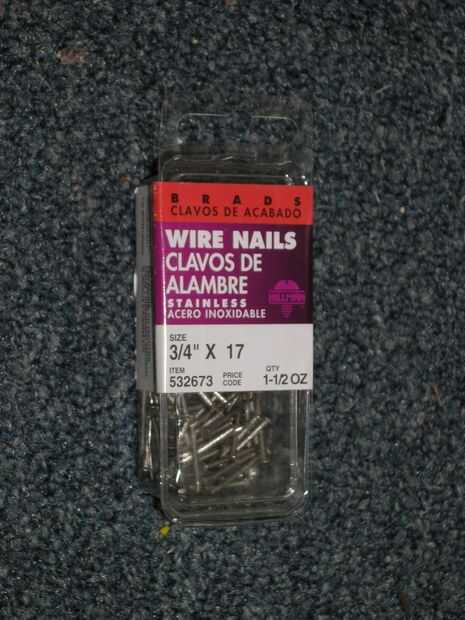 BRADS
CLAVOS DE ACABADO
WIRE NAILS
CLAVOS DE
ALAMBRE
STAINLESS
ACERO INOXIDABLE
HILLMAN
SIZE
3/4" X 17
ITEM
532673
PRICE
CODE
QTY
1-1/2 OZ